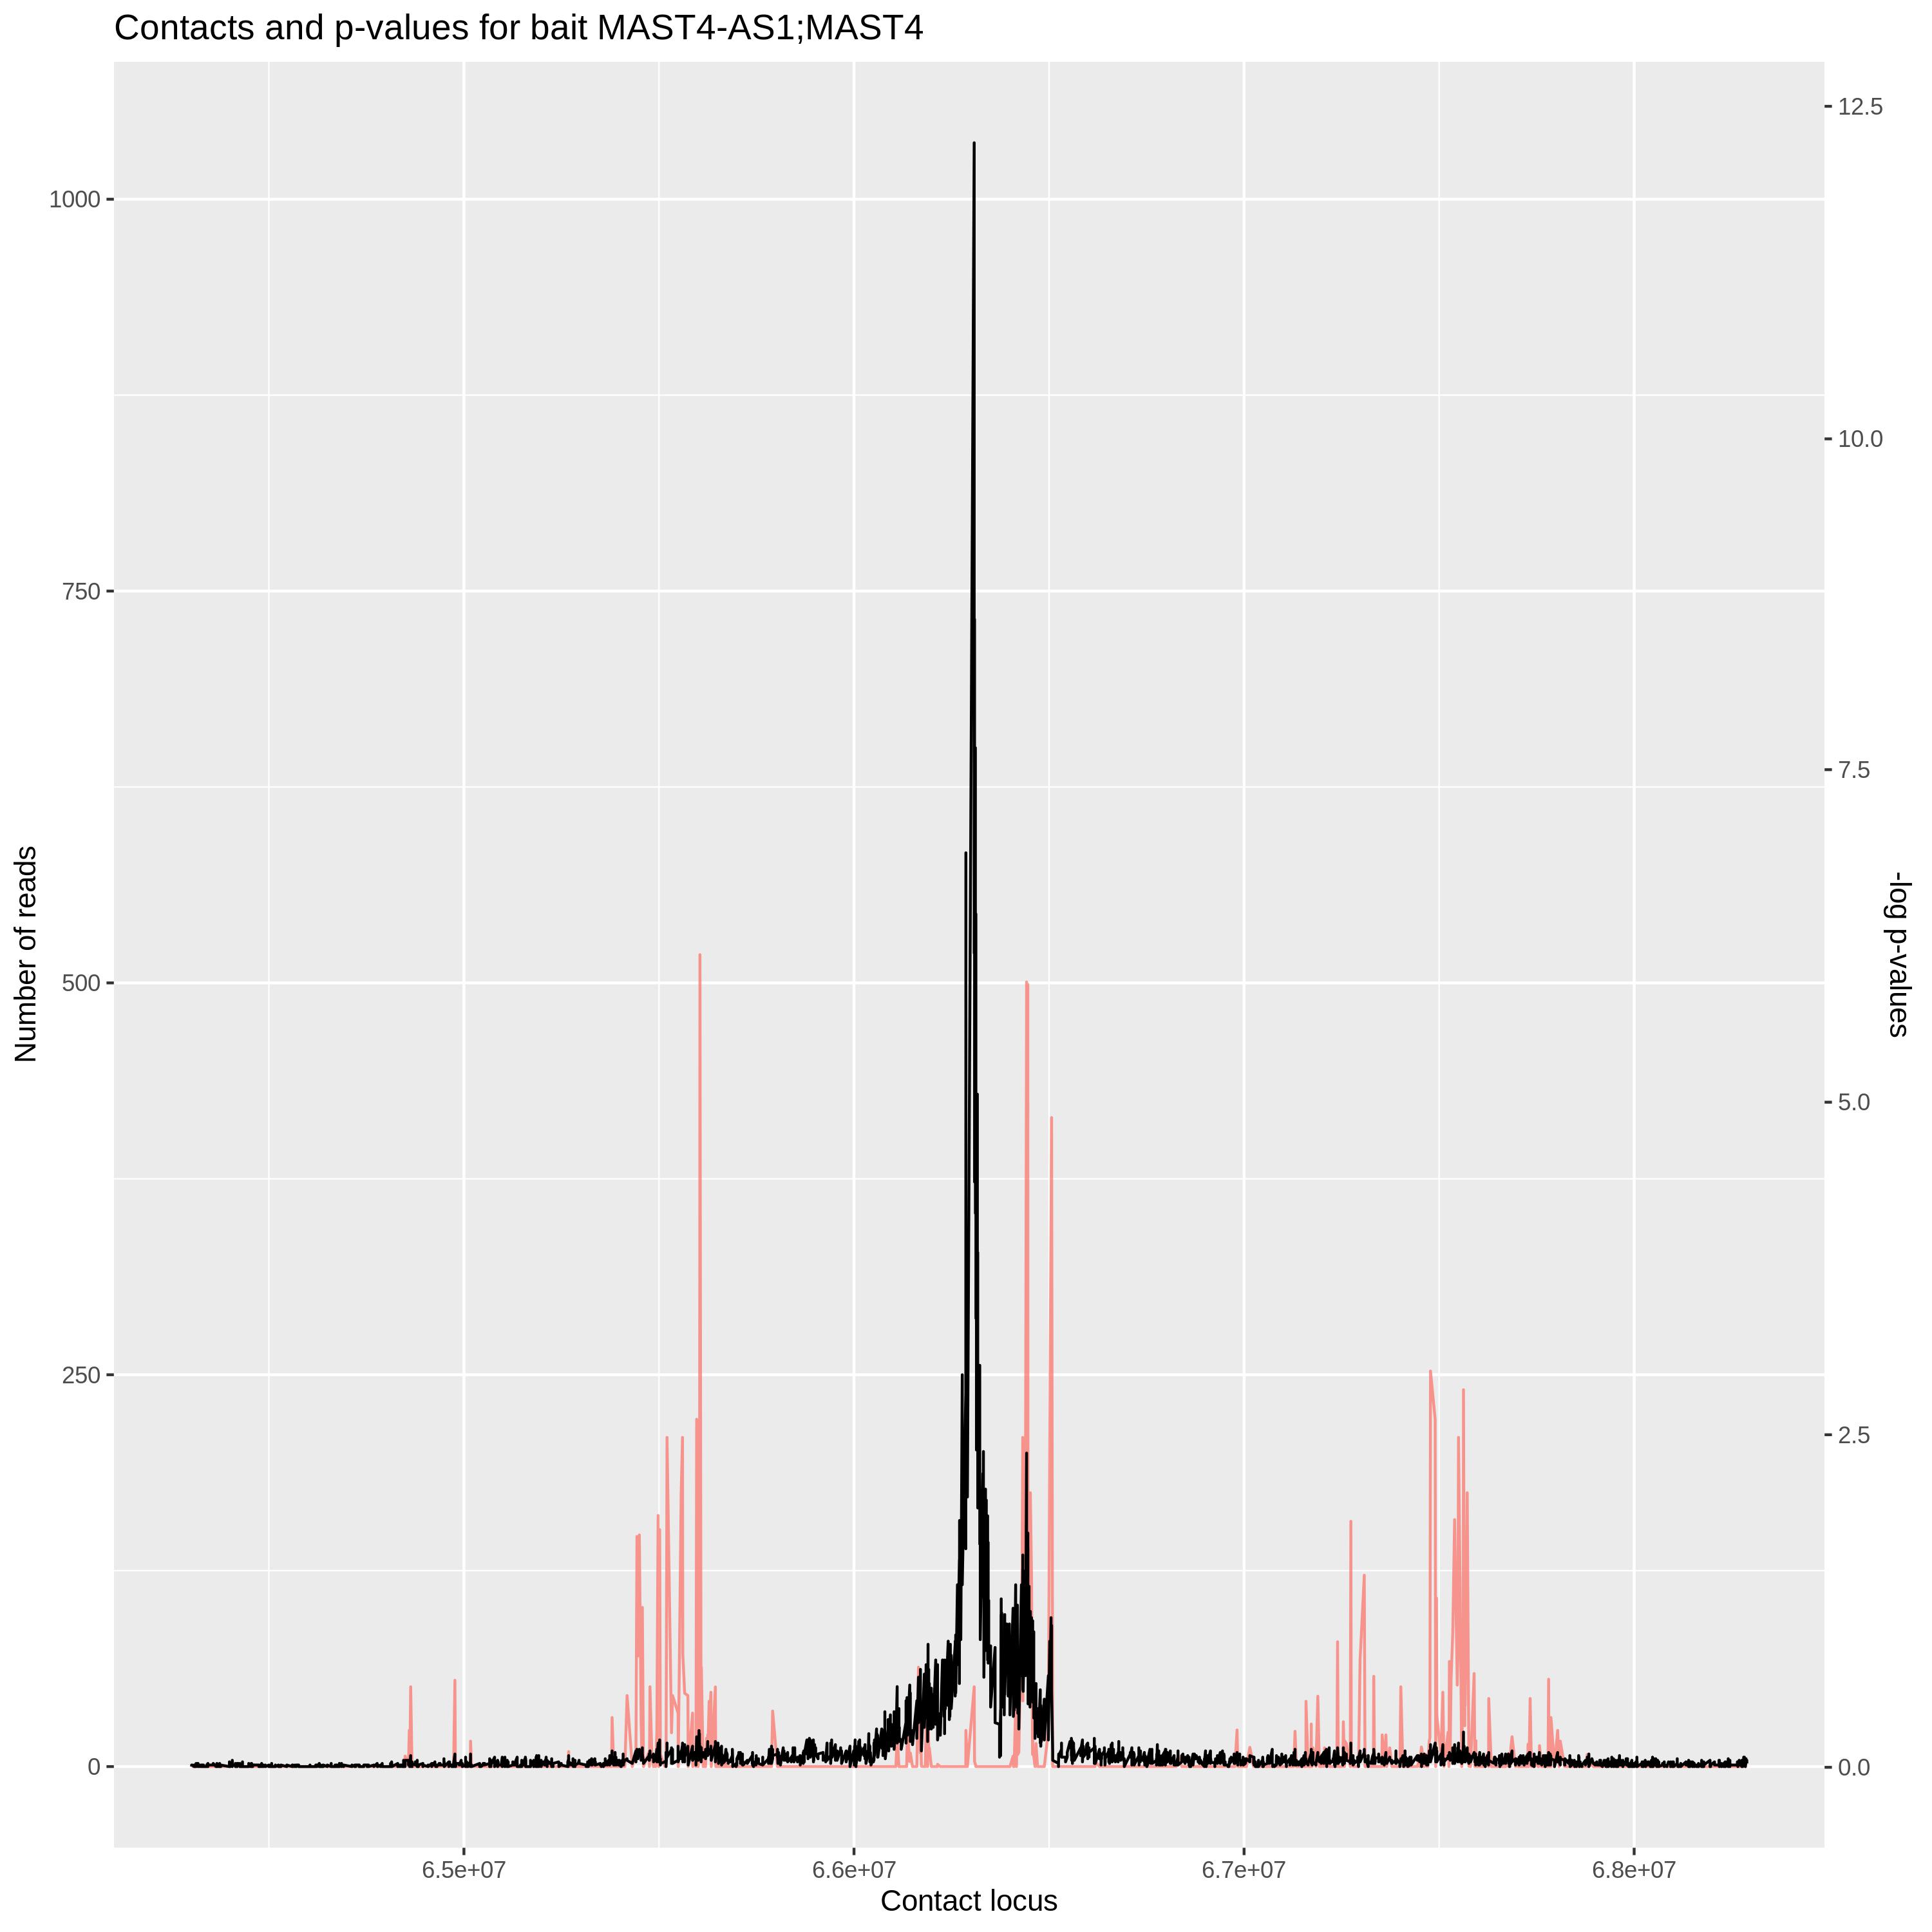 Contacts and p-values for bait MAST4-AS1;MAST4
12.5
1000
10.0
750
7.5
Number of reads
-log p-values
500
5.0
250
2.5
0
0.0
6.5e+07
6.6e+07
6.7e+07
6.8e+07
Contact locus